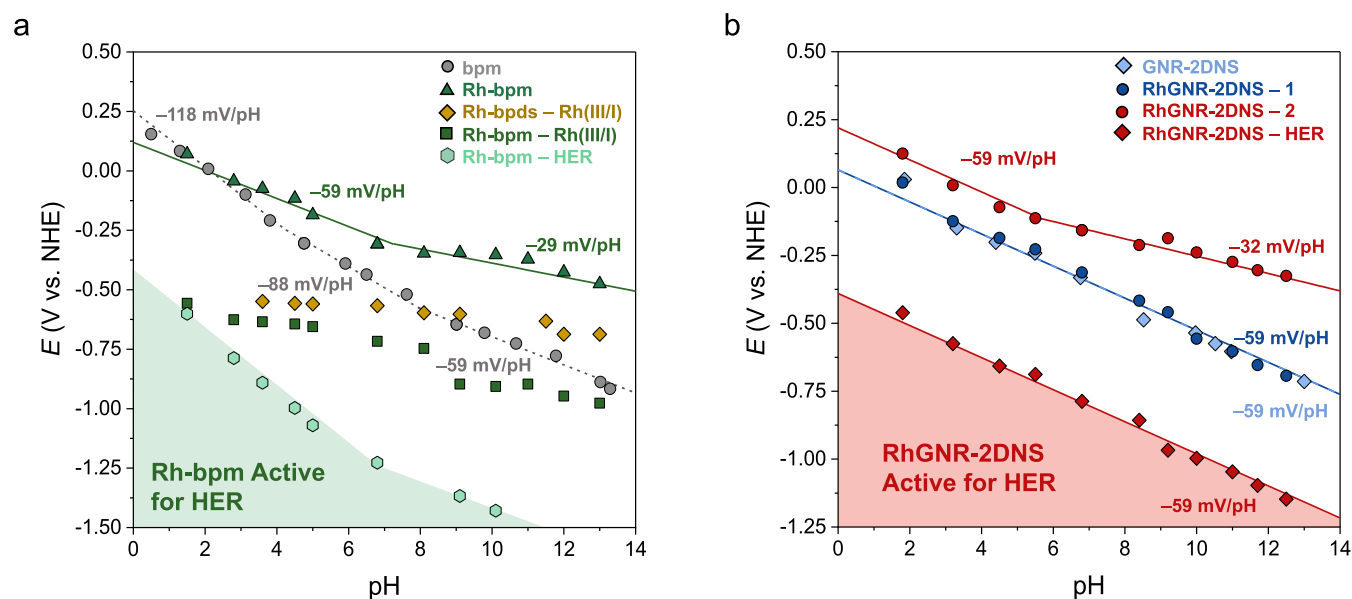 a
0.50
0.25
0.00
-0.25
-0.50
-0.75
-1.00
-1.25
-1.50
E (V vs. NHE)
0 2 4 6 8 10 12 14
pH
bpm
Rh-bpm
Rh-bpds – Rh(III/I)
Rh-bpm – Rh(III/I)
Rh-bpm – HER
–118 mV/pH
–59 mV/pH
–29 mV/pH
–88 mV/pH
–59 mV/pH
Rh-bpm Active
for HER
b
0.50
0.25
0.00
-0.25
-0.50
-0.75
-1.00
-1.25
E (V vs. NHE)
0 2 4 6 8 10 12 14
pH
GNR-2DNS
RhGNR-2DNS – 1
RhGNR-2DNS – 2
RhGNR-2DNS – HER
–59 mV/pH
–32 mV/pH
–59 mV/pH
–59 mV/pH
RhGNR-2DNS
Active for HER
–59 mV/pH